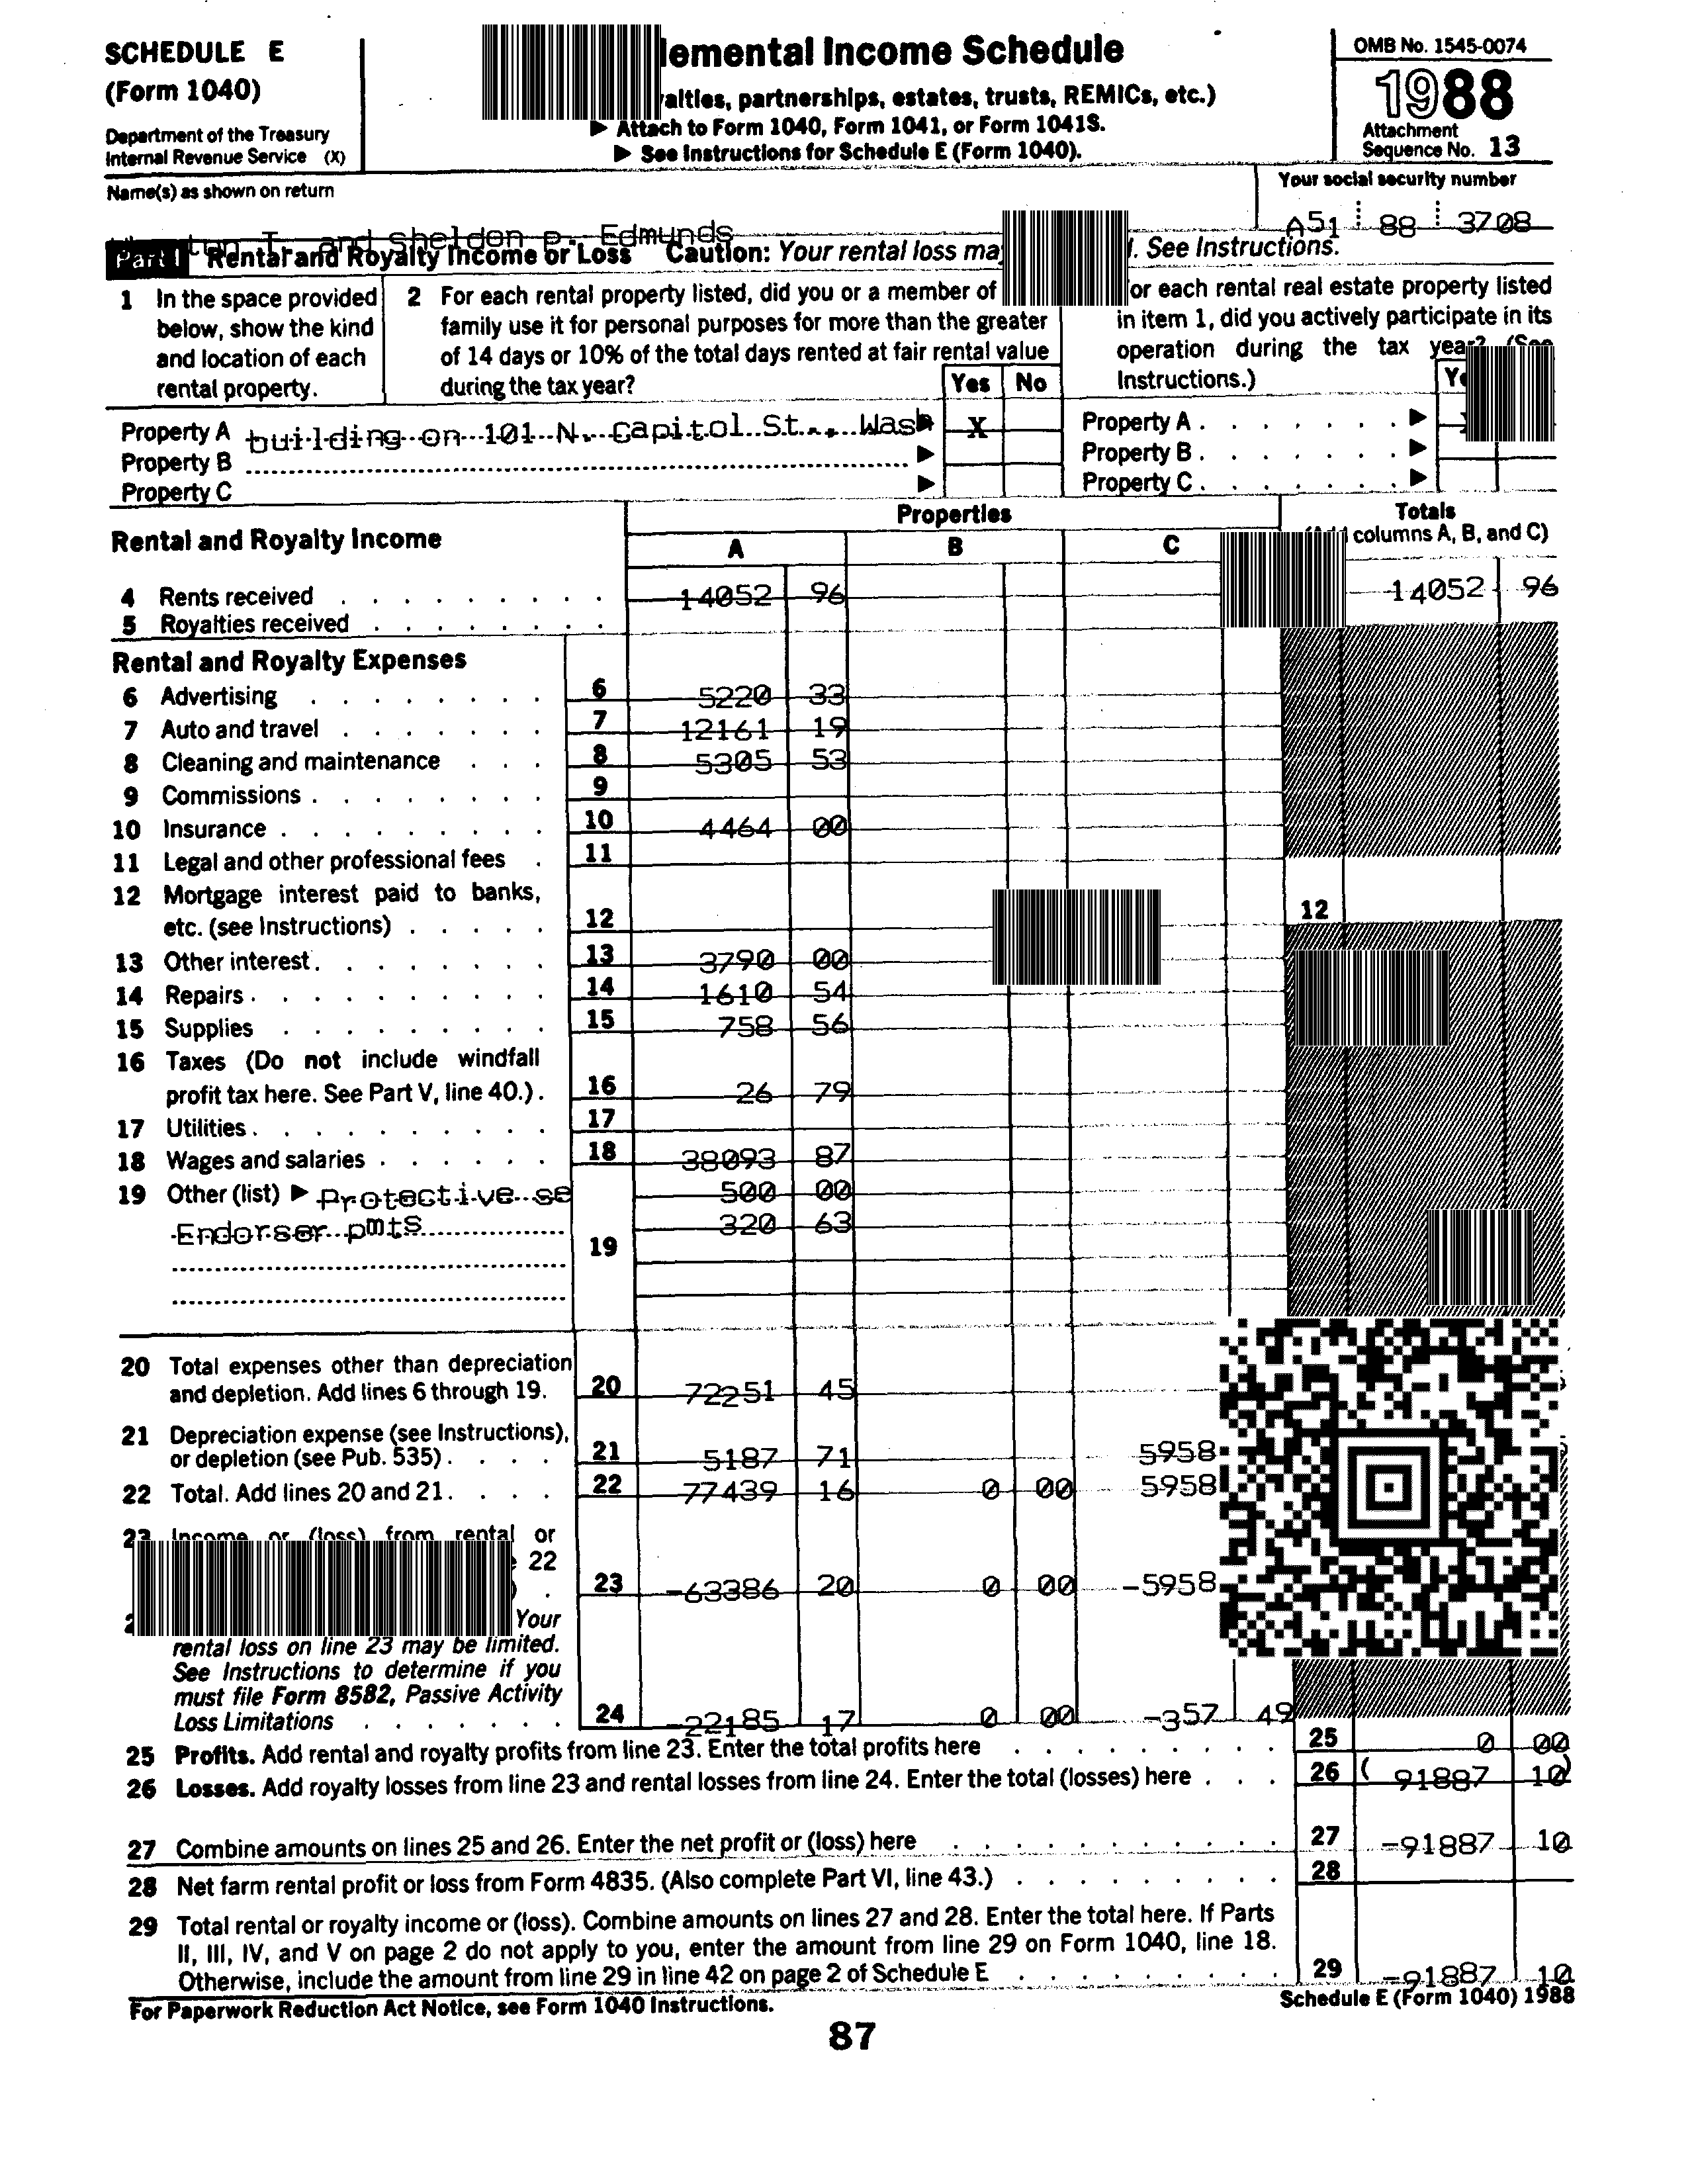 SCHEDULE E
(Form 1040)
Department of the Treasury
Internal Revenue Service (X)
Income Schedule
partnerships, estates, trusts, REMICs, etc.)
▶ Attach to Form 1040, Form 1041, or Form 1041S.
▶ See Instructions for Schedule E (Form 1040).
OMB No. 1545-0074
1988
Attachment
Sequence No. 13
Name(s) as shown on return
Your social security number
T. and Sheldon p. Edmunds
A51 88 3708
Part I Rental and Royalty Income or Loss Caution: Your rental loss See Instructions.
1 In the space provided below, show the kind and location of each rental property.
2 For each rental property listed, did you or a member of
family use it for personal purposes for more than the greater
of 14 days or 10% of the total days rented at fair rental value
during the tax year?
Yes No
each rental real estate property listed
in item 1, did you actively participate in its
operation during the tax
Instructions.)
Property A building on 101 N. Capitol St., Wash ▶ X
Property B ▶
Property C ▶
Property A . . . . . . . ▶
Property B . . . . . . . ▶
Property C . . . . . . . ▶
Rental and Royalty Income
Properties
A B C
Totals
columns A, B, and C)
4 Rents received . . . . . . . . . 14052 96 14052 96
5 Royalties received . . . . . . . .
Rental and Royalty Expenses
6 Advertising . . . . . . . . 6 5220 33
7 Auto and travel . . . . . . . 7 12161 19
8 Cleaning and maintenance . . . 8 5305 53
9 Commissions . . . . . . . . 9
10 Insurance . . . . . . . . . 10 4464 00
11 Legal and other professional fees . 11
12 Mortgage interest paid to banks,
etc. (see Instructions) . . . . . 12 12
13 Other interest . . . . . . . . 13 3790 00
14 Repairs . . . . . . . . . . 14 1610 54
15 Supplies . . . . . . . . . 15 758 56
16 Taxes (Do not include windfall
profit tax here. See Part V, line 40.) . 16 26 79
17 Utilities . . . . . . . . . . 17
18 Wages and salaries . . . . . . 18 38093 87
19 Other (list) ▶ Protective se 500 00
Endorser pmts 320 63
19
20 Total expenses other than depreciation
and depletion. Add lines 6 through 19. 20 72251 45
21 Depreciation expense (see Instructions),
or depletion (see Pub. 535) . . . . 21 5187 71 5958
22 Total. Add lines 20 and 21 . . . . 22 77439 16 0 00 5958
23 Income or (loss) from rental or
22
23 -63386 20 0 00 -5958
Your
rental loss on line 23 may be limited.
See Instructions to determine if you
must file Form 8582, Passive Activity
Loss Limitations . . . . . . . 24 -22185 17 0 00 -357 49
25 Profits. Add rental and royalty profits from line 23. Enter the total profits here . . . . . . . . . 25 0 00
26 Losses. Add royalty losses from line 23 and rental losses from line 24. Enter the total (losses) here . . . 26 ( 91887 10)
27 Combine amounts on lines 25 and 26. Enter the net profit or (loss) here . . . . . . . . . . . 27 -91887 10
28 Net farm rental profit or loss from Form 4835. (Also complete Part VI, line 43.) . . . . . . . . . 28
29 Total rental or royalty income or (loss). Combine amounts on lines 27 and 28. Enter the total here. If Parts
II, III, IV, and V on page 2 do not apply to you, enter the amount from line 29 on Form 1040, line 18.
Otherwise, include the amount from line 29 in line 42 on page 2 of Schedule E . . . . . . . . . 29 -91887 10
For Paperwork Reduction Act Notice, see Form 1040 Instructions.
Schedule E (Form 1040) 1988
87